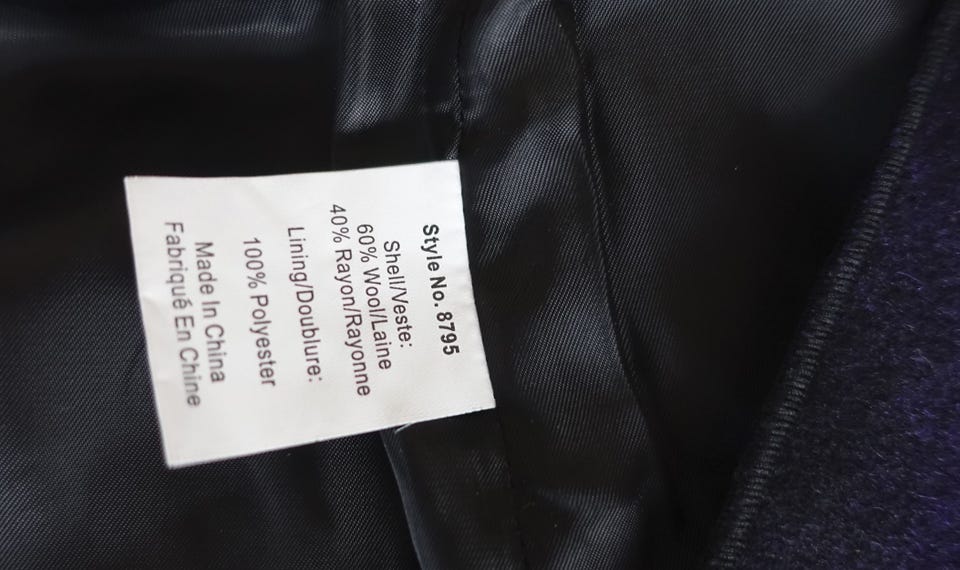 Style No. 8795
Shell/Veste:
60% Wool/Laine
40% Rayon/Rayonne
Lining/Doublure:
100% Polyester
Made In China
Fabriqué En Chine